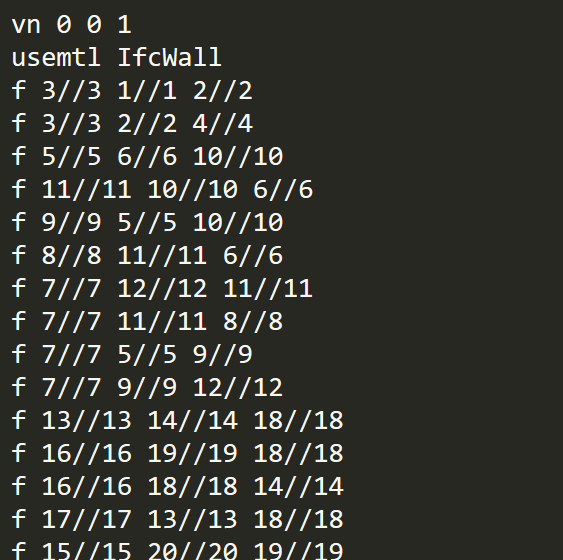 vn 0 0 1
usemtl IfcWall
f 3//3 1//1 2//2
f 3//3 2//2 4//4
f 5//5 6//6 10//10
f 11//11 10//10 6//6
f 9//9 5//5 10//10
f 8//8 11//11 6//6
f 7//7 12//12 11//11
f 7//7 11//11 8//8
f 7//7 5//5 9//9
f 7//7 9//9 12//12
f 13//13 14//14 18//18
f 16//16 19//19 18//18
f 16//16 18//18 14//14
f 17//17 13//13 18//18
f 15//15 20//20 19//19